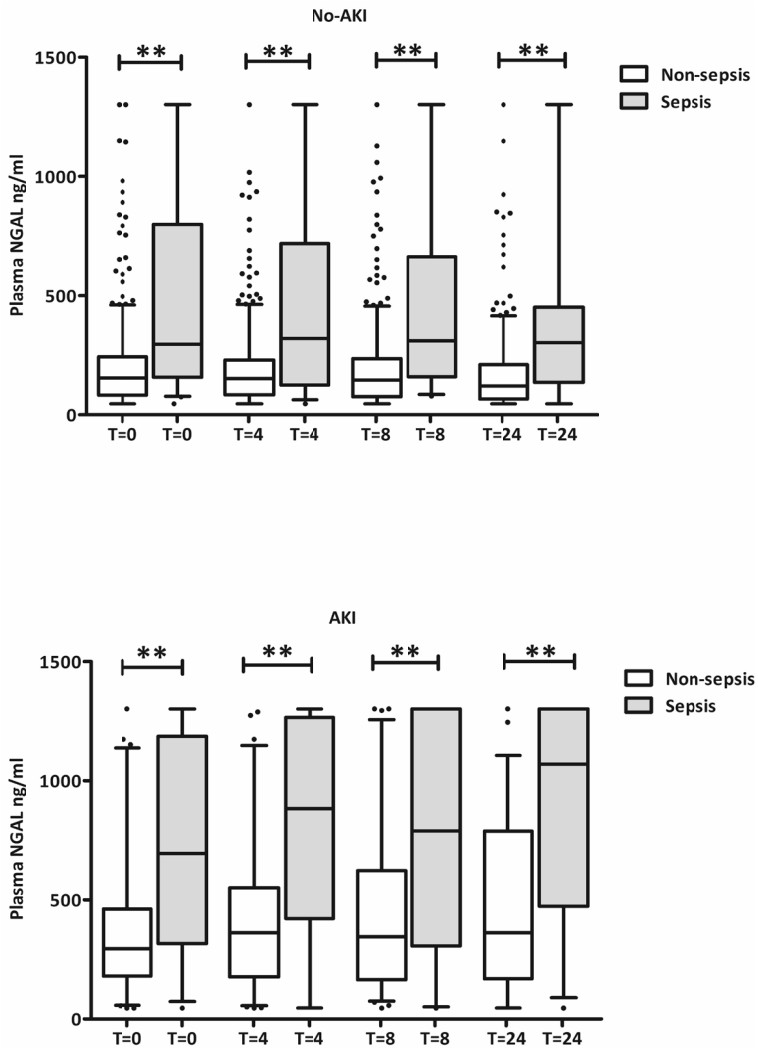 No-AKI
** ** ** **
1500
1000
500
0
Plasma NGAL ng/ml
T=0 T=0 T=4 T=4 T=8 T=8 T=24 T=24
Non-sepsis
Sepsis
AKI
** ** ** **
1500
1000
500
0
Plasma NGAL ng/ml
T=0 T=0 T=4 T=4 T=8 T=8 T=24 T=24
Non-sepsis
Sepsis